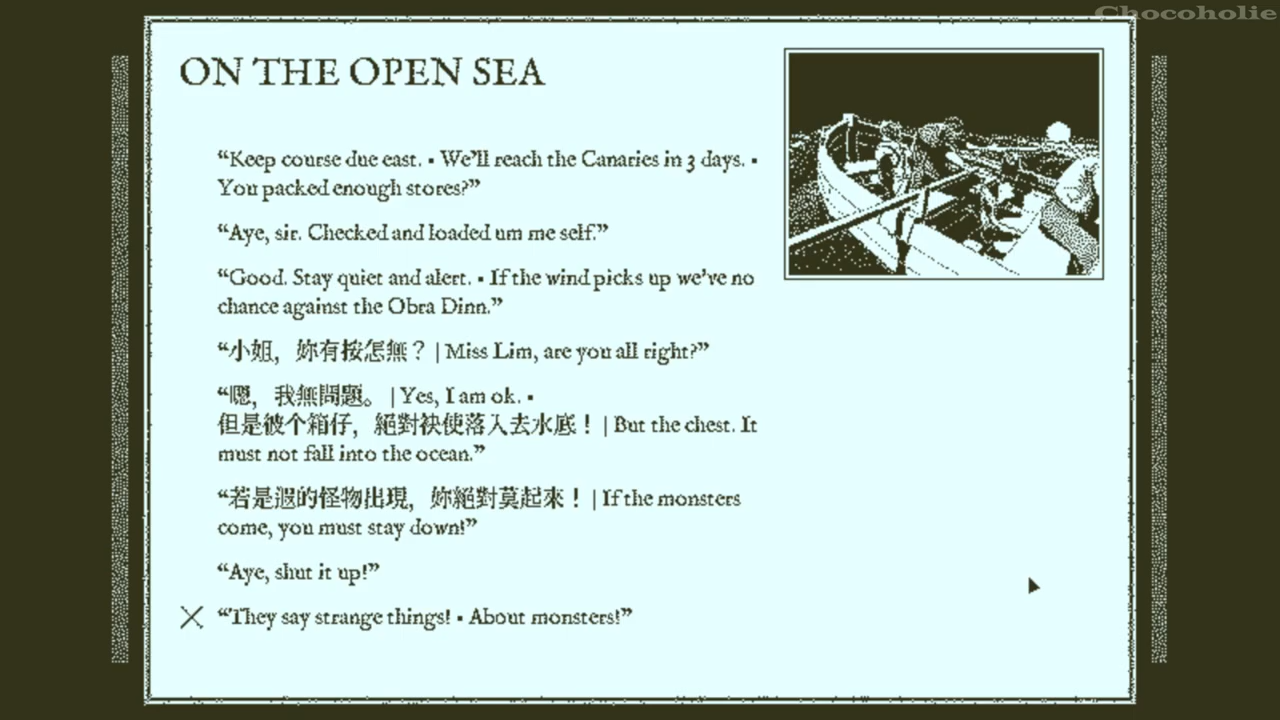 Chocoholic
ON THE OPEN SEA
“Keep course due east. ▪ We’ll reach the Canaries in 3 days. ▪
You packed enough stores?”
“Aye, sir. Checked and loaded um me self.”
“Good. Stay quiet and alert. ▪ If the wind picks up we’ve no
chance against the Obra Dinn.”
“小姐，妳有按怎無？ | Miss Lim, are you all right?”
“嗯，我無問題。 | Yes, I am ok. ▪
但是彼个箱仔，絕對袂使落入去水底！ | But the chest. It
must not fall into the ocean.”
“若是遐的怪物出現，妳絕對莫起來！ | If the monsters
come, you must stay down!”
“Aye, shut it up!”
“They say strange things! ▪ About monsters!”